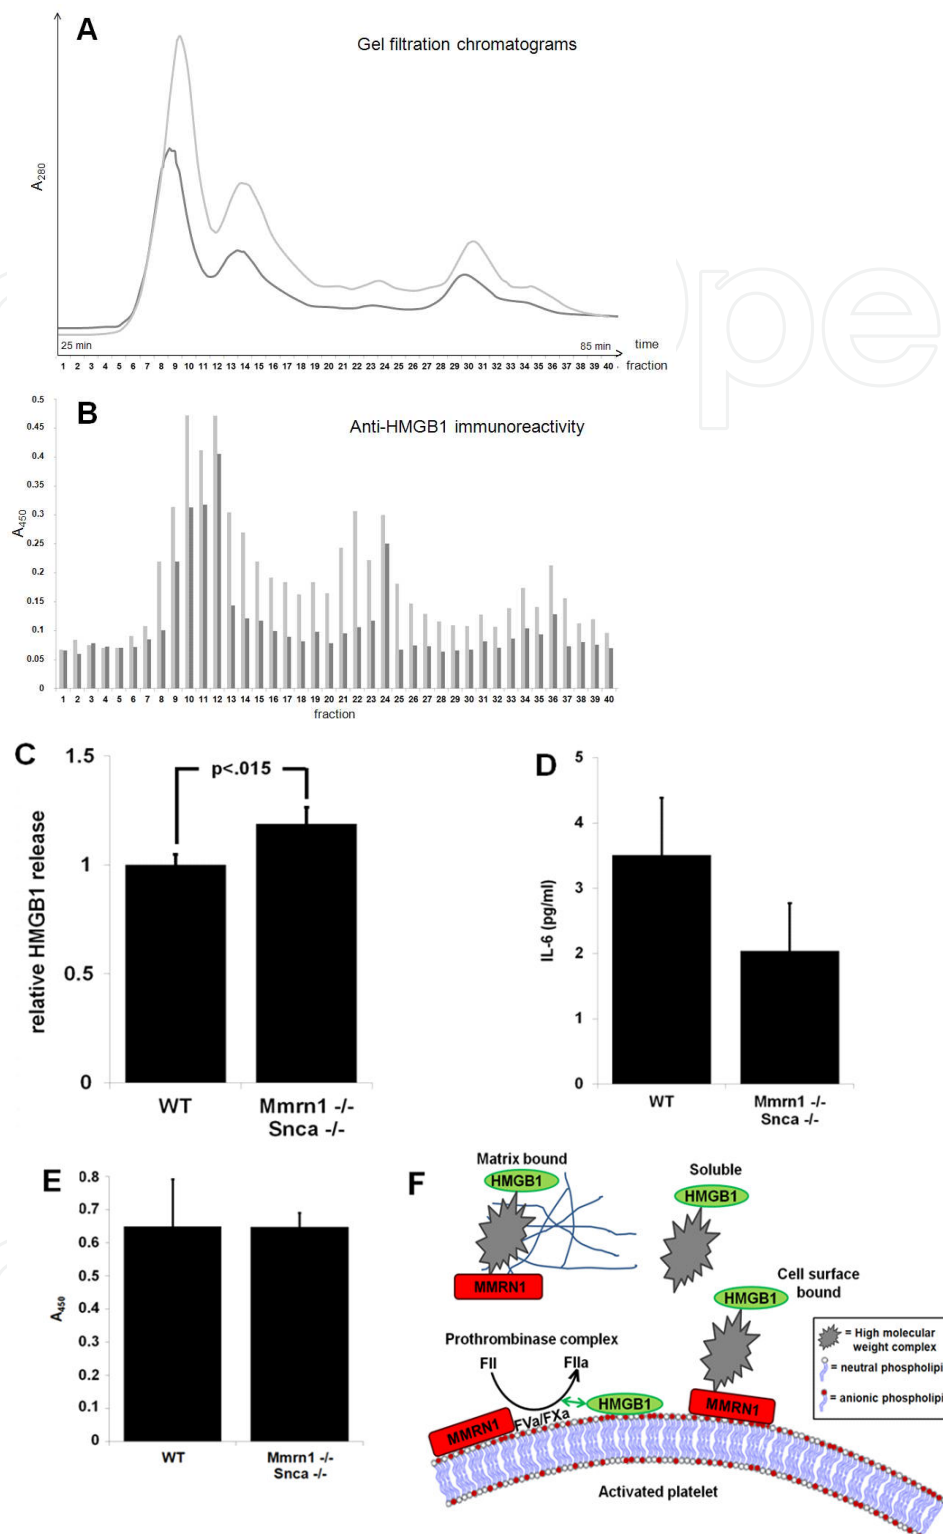 A
Gel filtration chromatograms
A280
25 min
85 min
time
1 2 3 4 5 6 7 8 9 10 11 12 13 14 15 16 17 18 19 20 21 22 23 24 25 26 27 28 29 30 31 32 33 34 35 36 37 38 39 40
fraction
B
Anti-HMGB1 immunoreactivity
0.5
0.45
0.4
0.35
0.3
0.25
0.2
0.15
0.1
0.05
0
A450
1 2 3 4 5 6 7 8 9 10 11 12 13 14 15 16 17 18 19 20 21 22 23 24 25 26 27 28 29 30 31 32 33 34 35 36 37 38 39 40
fraction
C
1.5
1
0.5
0
relative HMGB1 release
p<.015
WT
Mmrn1 -/-
Snca -/-
D
5
4
3
2
1
0
IL-6 (pg/ml)
WT
Mmrn1 -/-
Snca -/-
E
0.8
0.7
0.6
0.5
0.4
0.3
0.2
0.1
0
A450
WT
Mmrn1 -/-
Snca -/-
F
Matrix bound
HMGB1
MMRN1
Soluble
HMGB1
Cell surface
bound
HMGB1
MMRN1
Prothrombinase complex
FII
FIIa
FVa/FXa
HMGB1
MMRN1
Activated platelet
= High molecular
weight complex
= neutral phospholipi
= anionic phospholipi